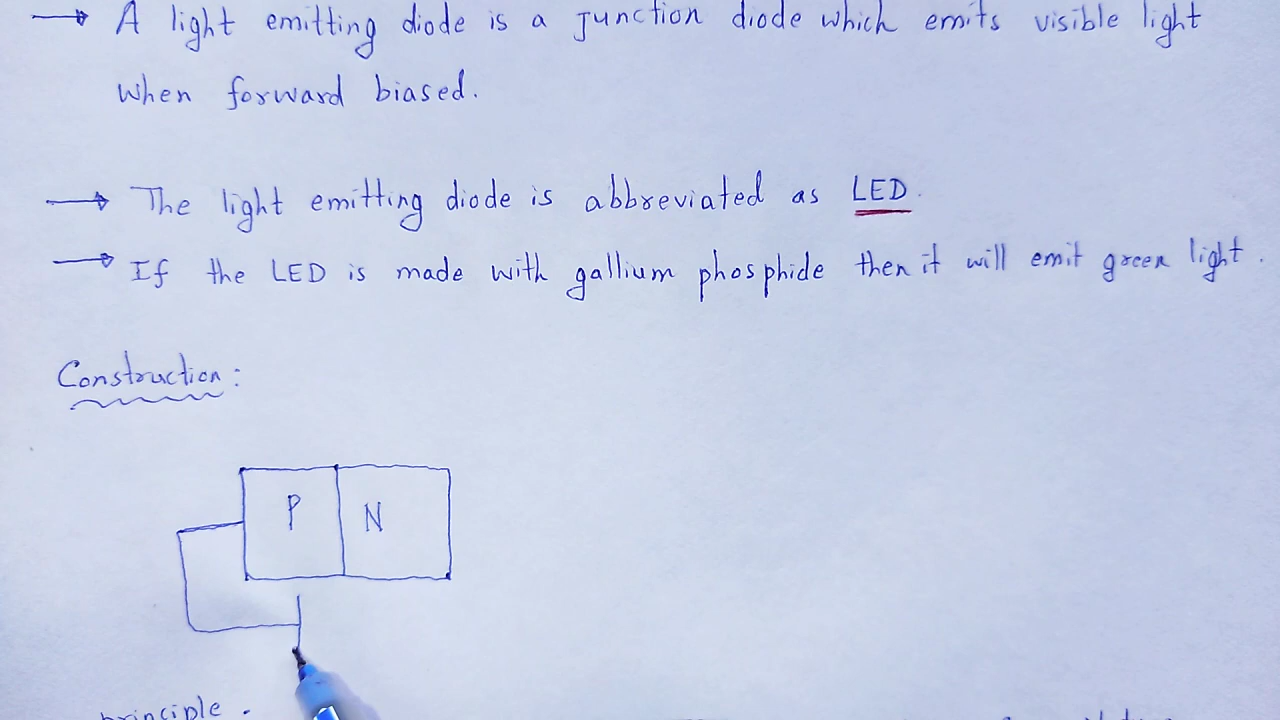 → A light emitting diode is a junction diode which emits visible light
when forward biased.
→ The light emitting diode is abbreviated as LED.
→ If the LED is made with gallium phosphide then it will emit green light.
Construction:
P N
principle.